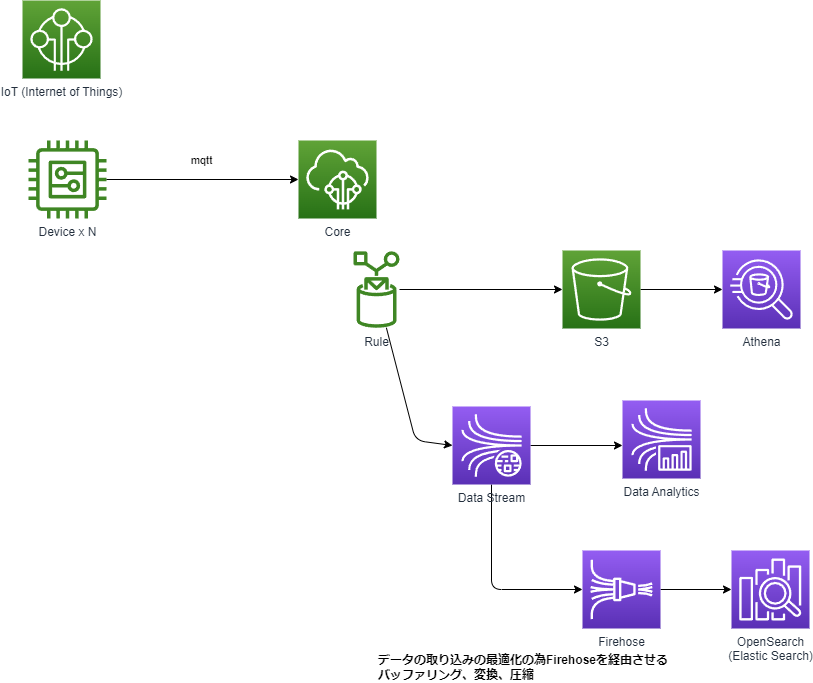 IoT (Internet of Things)
mqtt
Device x N
Core
Rule
S3
Athena
Data Stream
Data Analytics
Firehose
OpenSearch
(Elastic Search)
データの取り込みの最適化の為Firehoseを経由させる
バッファリング、変換、圧縮